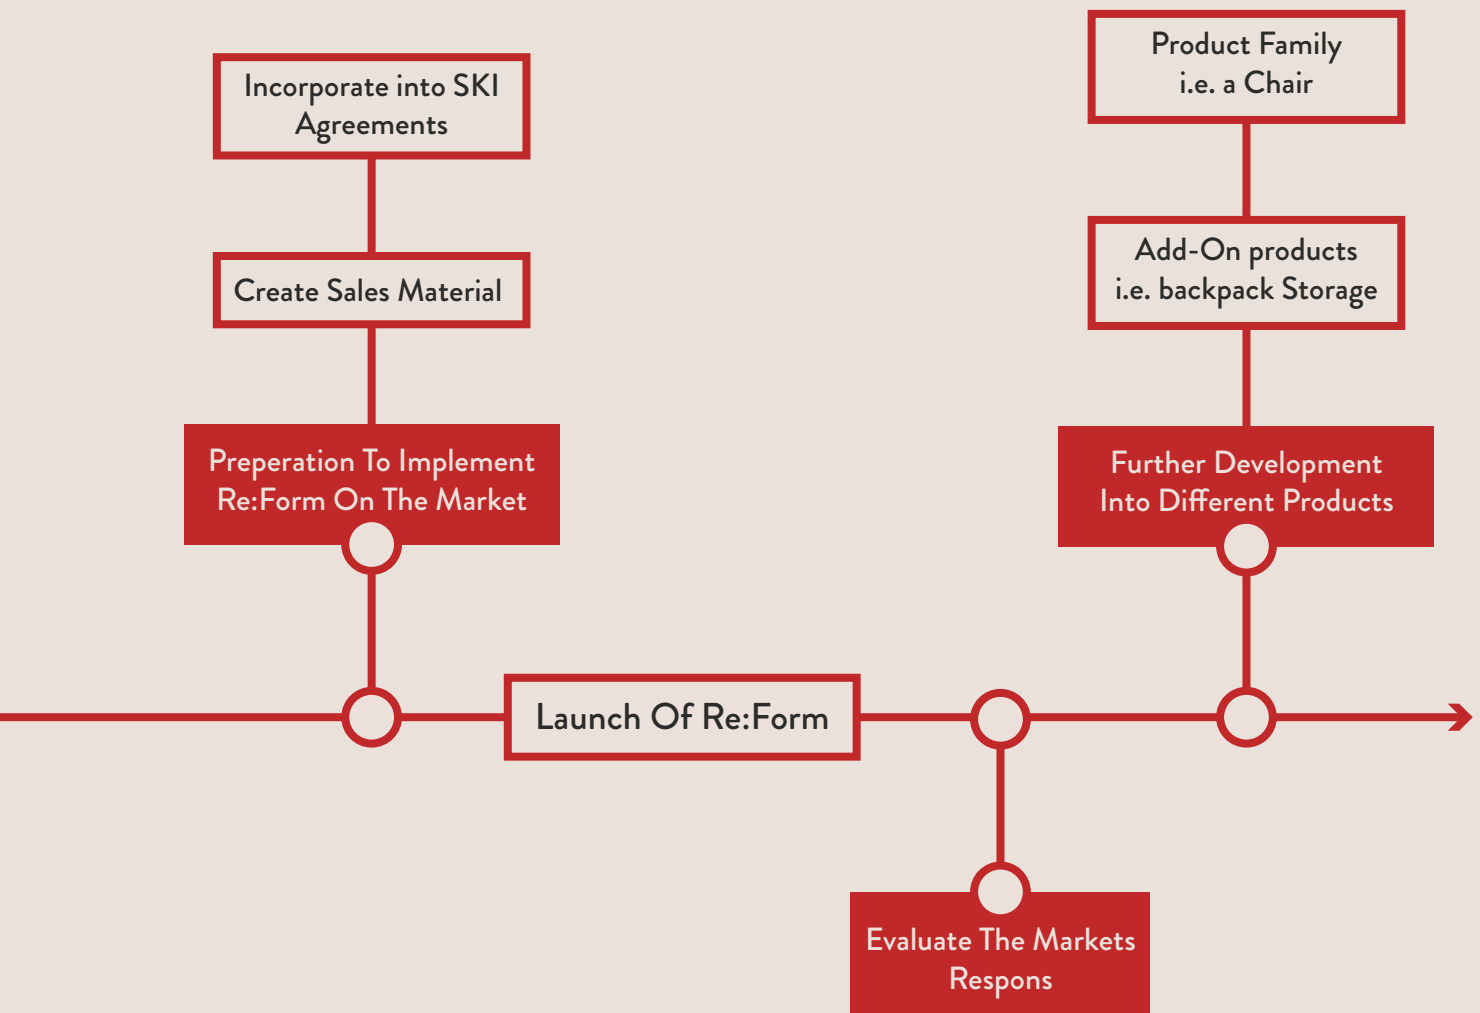 Incorporate into SKI
Agreements
Create Sales Material
Preperation To Implement
Re:Form On The Market
Launch Of Re:Form
Evaluate The Markets
Respons
Product Family
i.e. a Chair
Add-On products
i.e. backpack Storage
Further Development
Into Different Products